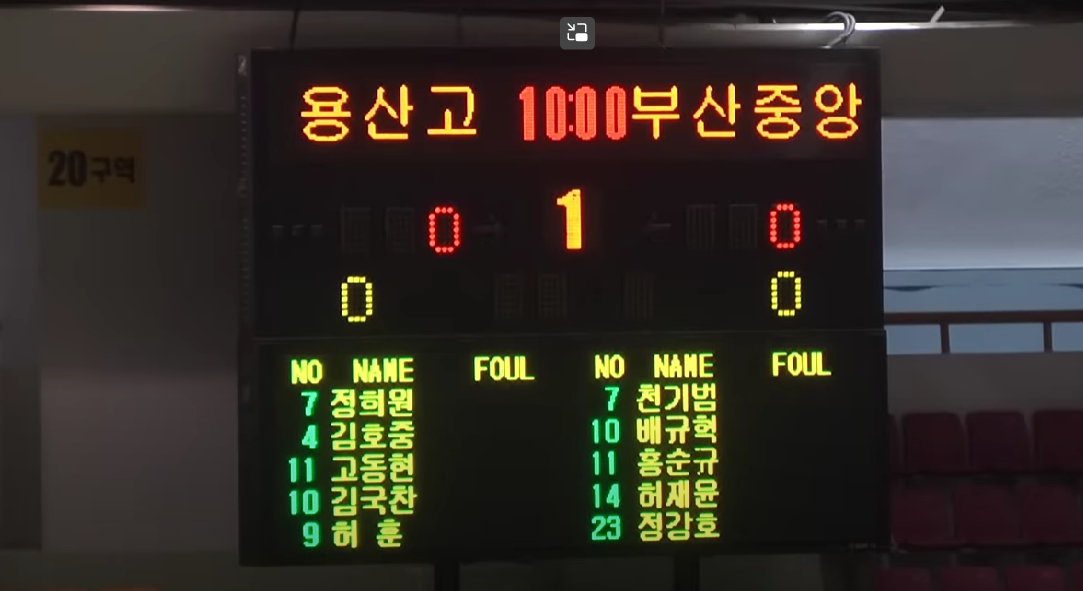 용산고 10:00 부산중앙
20구역
0 1 0
0 0
NO NAME FOUL NO NAME FOUL
7 정희원 7 천기범
4 김호중 10 배규혁
11 고동현 11 홍순규
10 김국찬 14 허재윤
9 허 훈 23 정강호